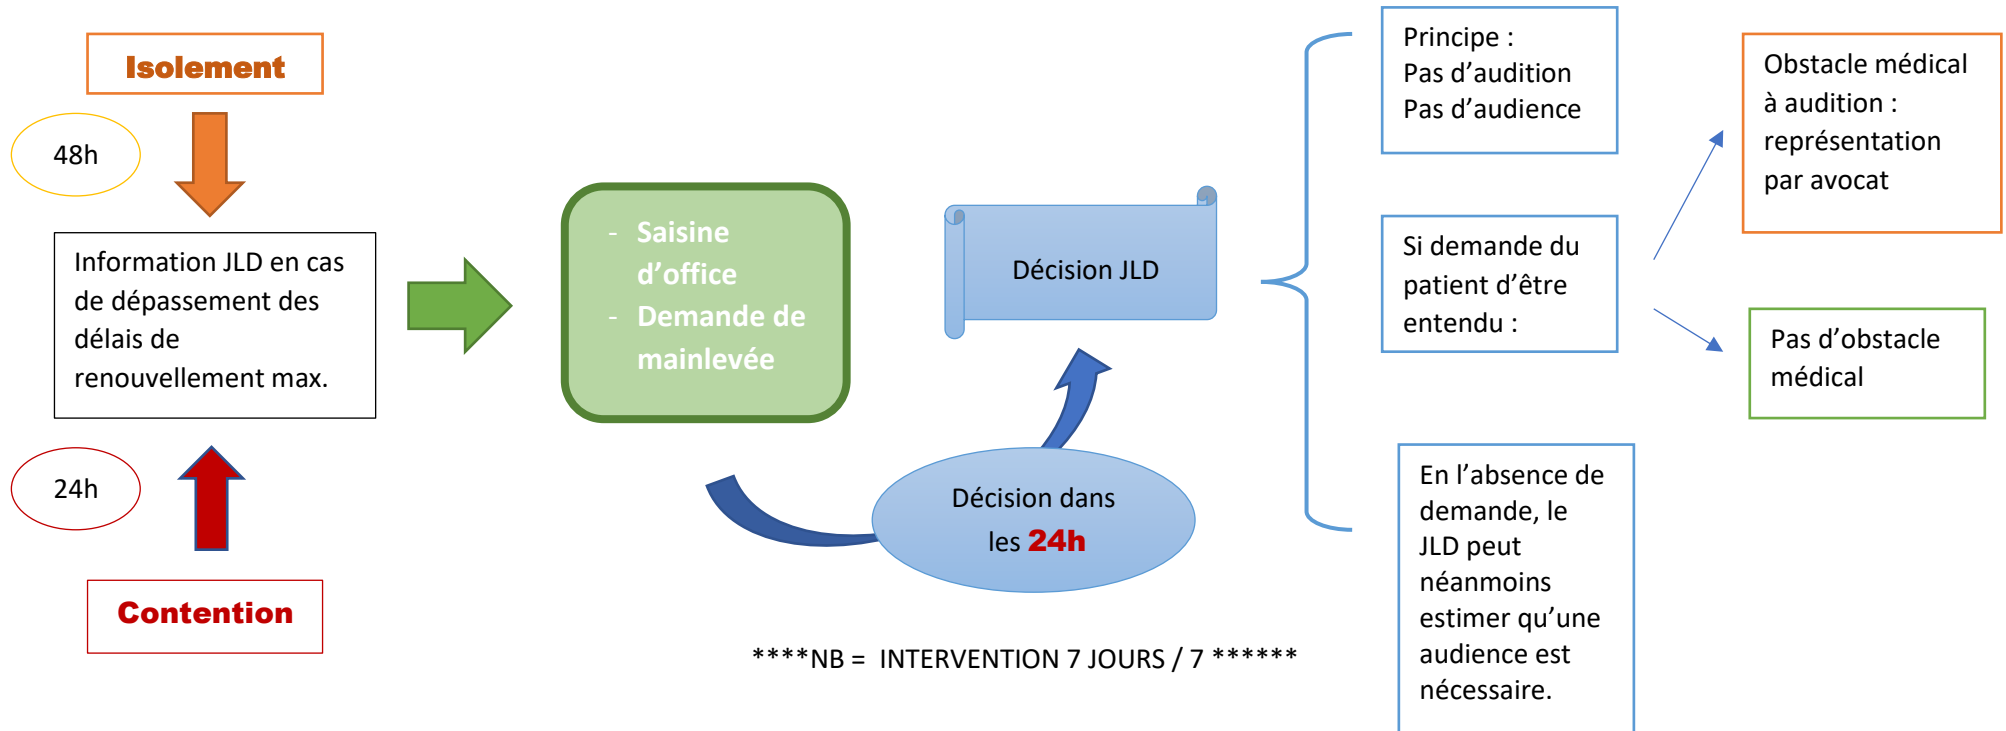 Isolement
48h
Information JLD en cas
de dépassement des
délais de
renouvellement max.
24h
Contention
- Saisine
d’office
- Demande de
mainlevée
Décision JLD
Décision dans
les 24h
****NB = INTERVENTION 7 JOURS / 7 ******
Principe :
Pas d’audition
Pas d’audience
Si demande du
patient d’être
entendu :
En l’absence de
demande, le
JLD peut
néanmoins
estimer qu’une
audience est
nécessaire.
Obstacle médical
à audition :
représentation
par avocat
Pas d’obstacle
médical